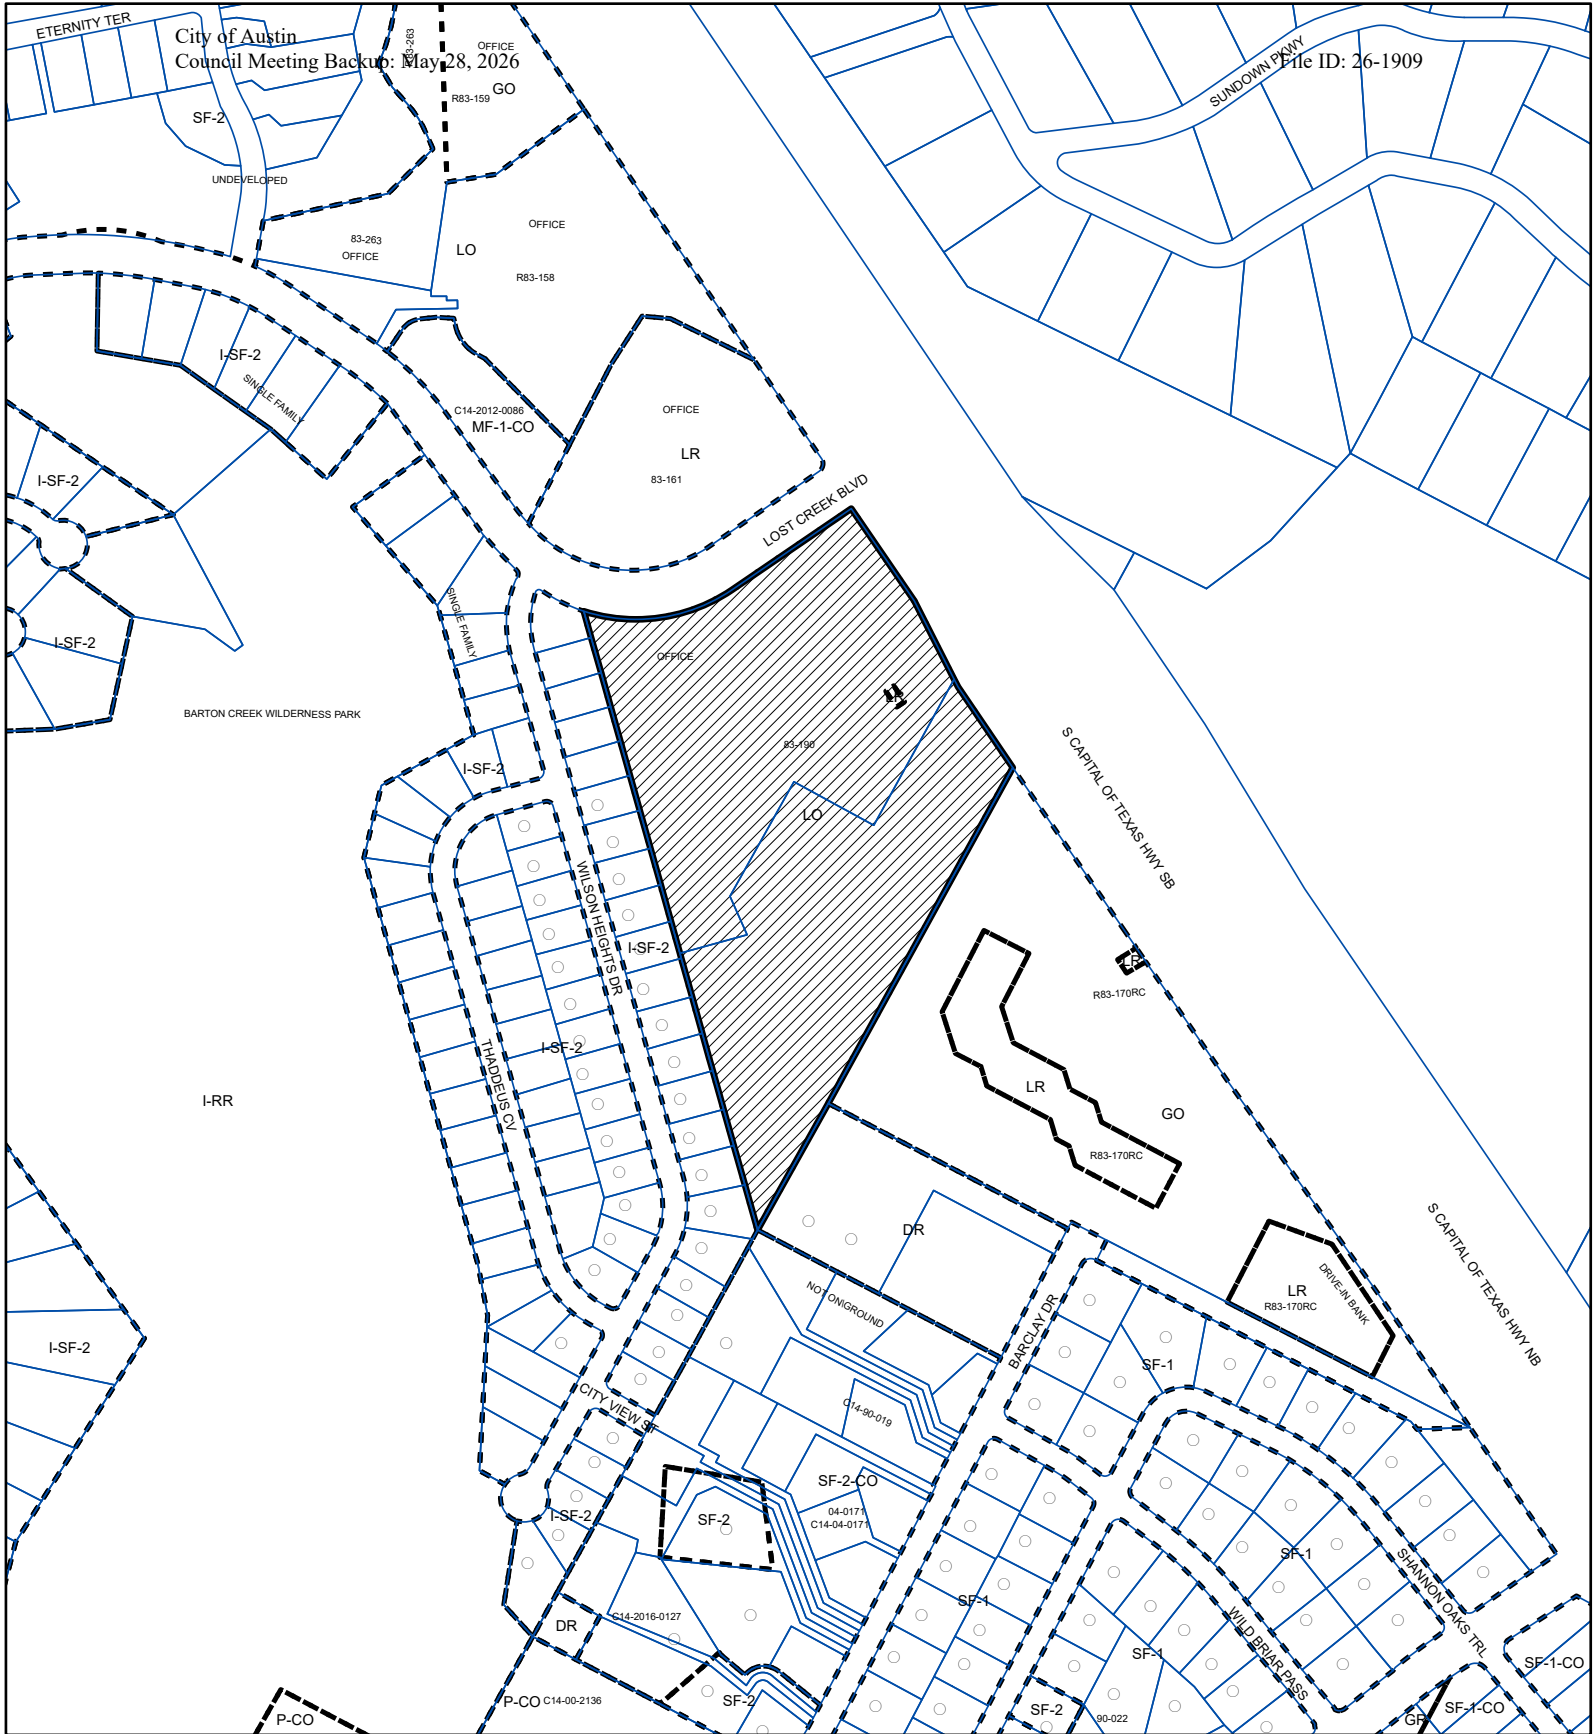 ETERNITY TER
City of Austin
Council Meeting Backup: May 28, 2026
File ID: 26-1909
83-263
OFFICE
GO
R83-159
SUNDOWN PKWY
SF-2
UNDEVELOPED
83-263
OFFICE
LO
OFFICE
R83-158
I-SF-2
SINGLE FAMILY
C14-2012-0086
MF-1-CO
OFFICE
LR
83-161
I-SF-2
LOST CREEK BLVD
I-SF-2
SINGLE FAMILY
OFFICE
LR
BARTON CREEK WILDERNESS PARK
83-190
S CAPITAL OF TEXAS HWY SB
I-SF-2
LO
WILSON HEIGHTS DR
I-SF-2
LR
R83-170RC
THADDEUS CV
I-SF-2
I-RR
LR
GO
R83-170RC
DR
S CAPITAL OF TEXAS HWY NB
NOT ON GROUND
BARCLAY DR
LR
R83-170RC
DRIVE-IN BANK
I-SF-2
SF-1
CITY VIEW ST
C14-90-019
SF-2-CO
04-0171
C14-04-0171
I-SF-2
SF-2
SF-1
SHANNON OAKS TRL
SF-1
C14-2016-0127
DR
WILD BRIAR PASS
SF-1
SF-1-CO
P-CO
C14-00-2136
SF-2
SF-2
90-022
P-CO
GR
SF-1-CO